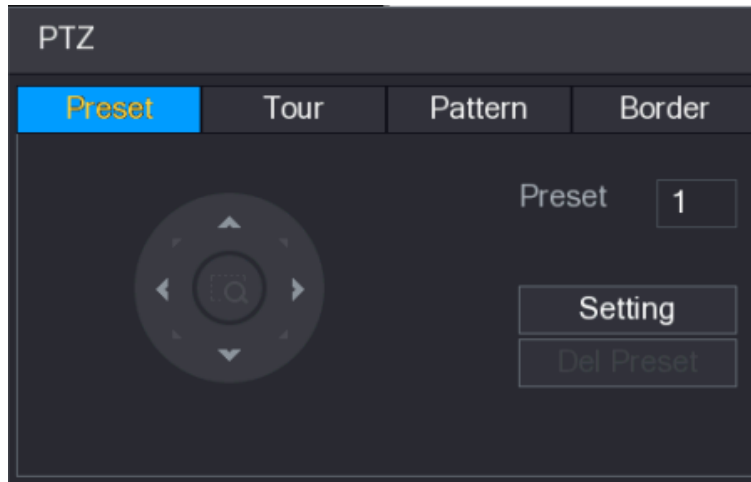 PTZ
Preset Tour Pattern Border
Preset 1
Setting
Del Preset